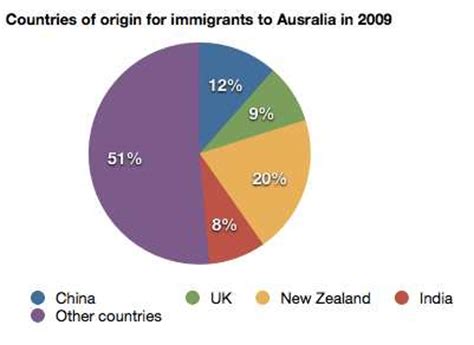 Countries of origin for immigrants to Ausralia in 2009
12%
9%
51%
20%
8%
China UK New Zealand India
Other countries